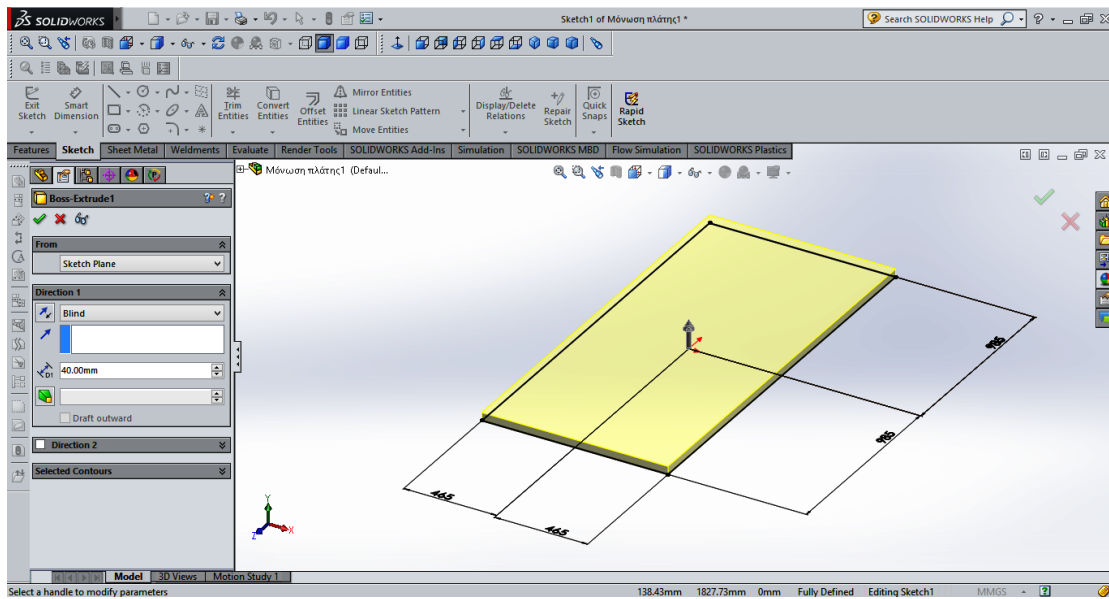 SOLIDWORKS
Sketch1 of Μόνωση πλάτης1 *
Search SOLIDWORKS Help
Exit Sketch
Smart Dimension
Trim Entities
Convert Entities
Offset Entities
Mirror Entities
Linear Sketch Pattern
Move Entities
Display/Delete Relations
Repair Sketch
Quick Snaps
Rapid Sketch
Features Sketch Sheet Metal Weldments Evaluate Render Tools SOLIDWORKS Add-Ins Simulation SOLIDWORKS MBD Flow Simulation SOLIDWORKS Plastics
Μόνωση πλάτης1 (Defaul...
Boss-Extrude1
From
Sketch Plane
Direction 1
Blind
D1
40.00mm
Draft outward
Direction 2
Selected Contours
985
985
465
465
Y
X
Z
Model 3D Views Motion Study 1
Select a handle to modify parameters
138.43mm 1827.73mm 0mm Fully Defined Editing Sketch1 MMGS